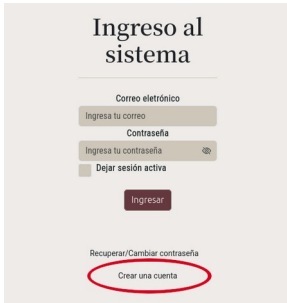 Ingreso al
sistema
Correo eletrónico
Ingresa tu correo
Contraseña
Ingresa tu contraseña
Dejar sesión activa
Ingresar
Recuperar/Cambiar contraseña
Crear una cuenta